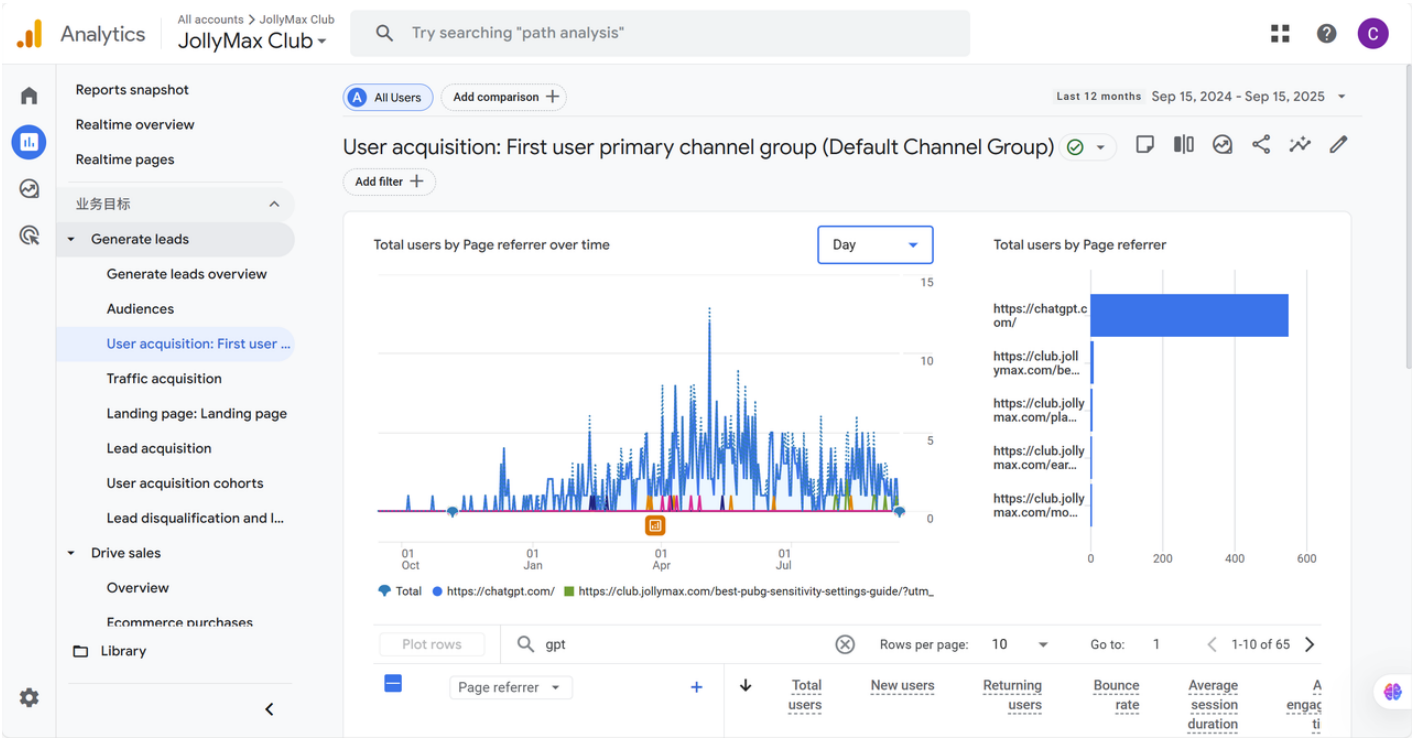 Analytics
All accounts > JollyMax Club
JollyMax Club
Try searching "path analysis"
C
Reports snapshot
Realtime overview
Realtime pages
业务目标
Generate leads
Generate leads overview
Audiences
User acquisition: First user ...
Traffic acquisition
Landing page: Landing page
Lead acquisition
User acquisition cohorts
Lead disqualification and l...
Drive sales
Overview
Ecommerce purchases
Library
A All Users
Add comparison +
Last 12 months Sep 15, 2024 - Sep 15, 2025
User acquisition: First user primary channel group (Default Channel Group)
Add filter +
Total users by Page referrer over time
Day
15
10
5
0
01 Oct
01 Jan
01 Apr
01 Jul
Total https://chatgpt.com/ https://club.jollymax.com/best-pubg-sensitivity-settings-guide/?utm_
Total users by Page referrer
https://chatgpt.c
om/
https://club.joll
ymax.com/be...
https://club.jolly
max.com/pla...
https://club.jolly
max.com/ear...
https://club.jolly
max.com/mo...
0 200 400 600
Plot rows
gpt
Rows per page: 10
Go to: 1
1-10 of 65
Page referrer
+
Total
users
New users
Returning
users
Bounce
rate
Average
session
duration
A
engag
ti